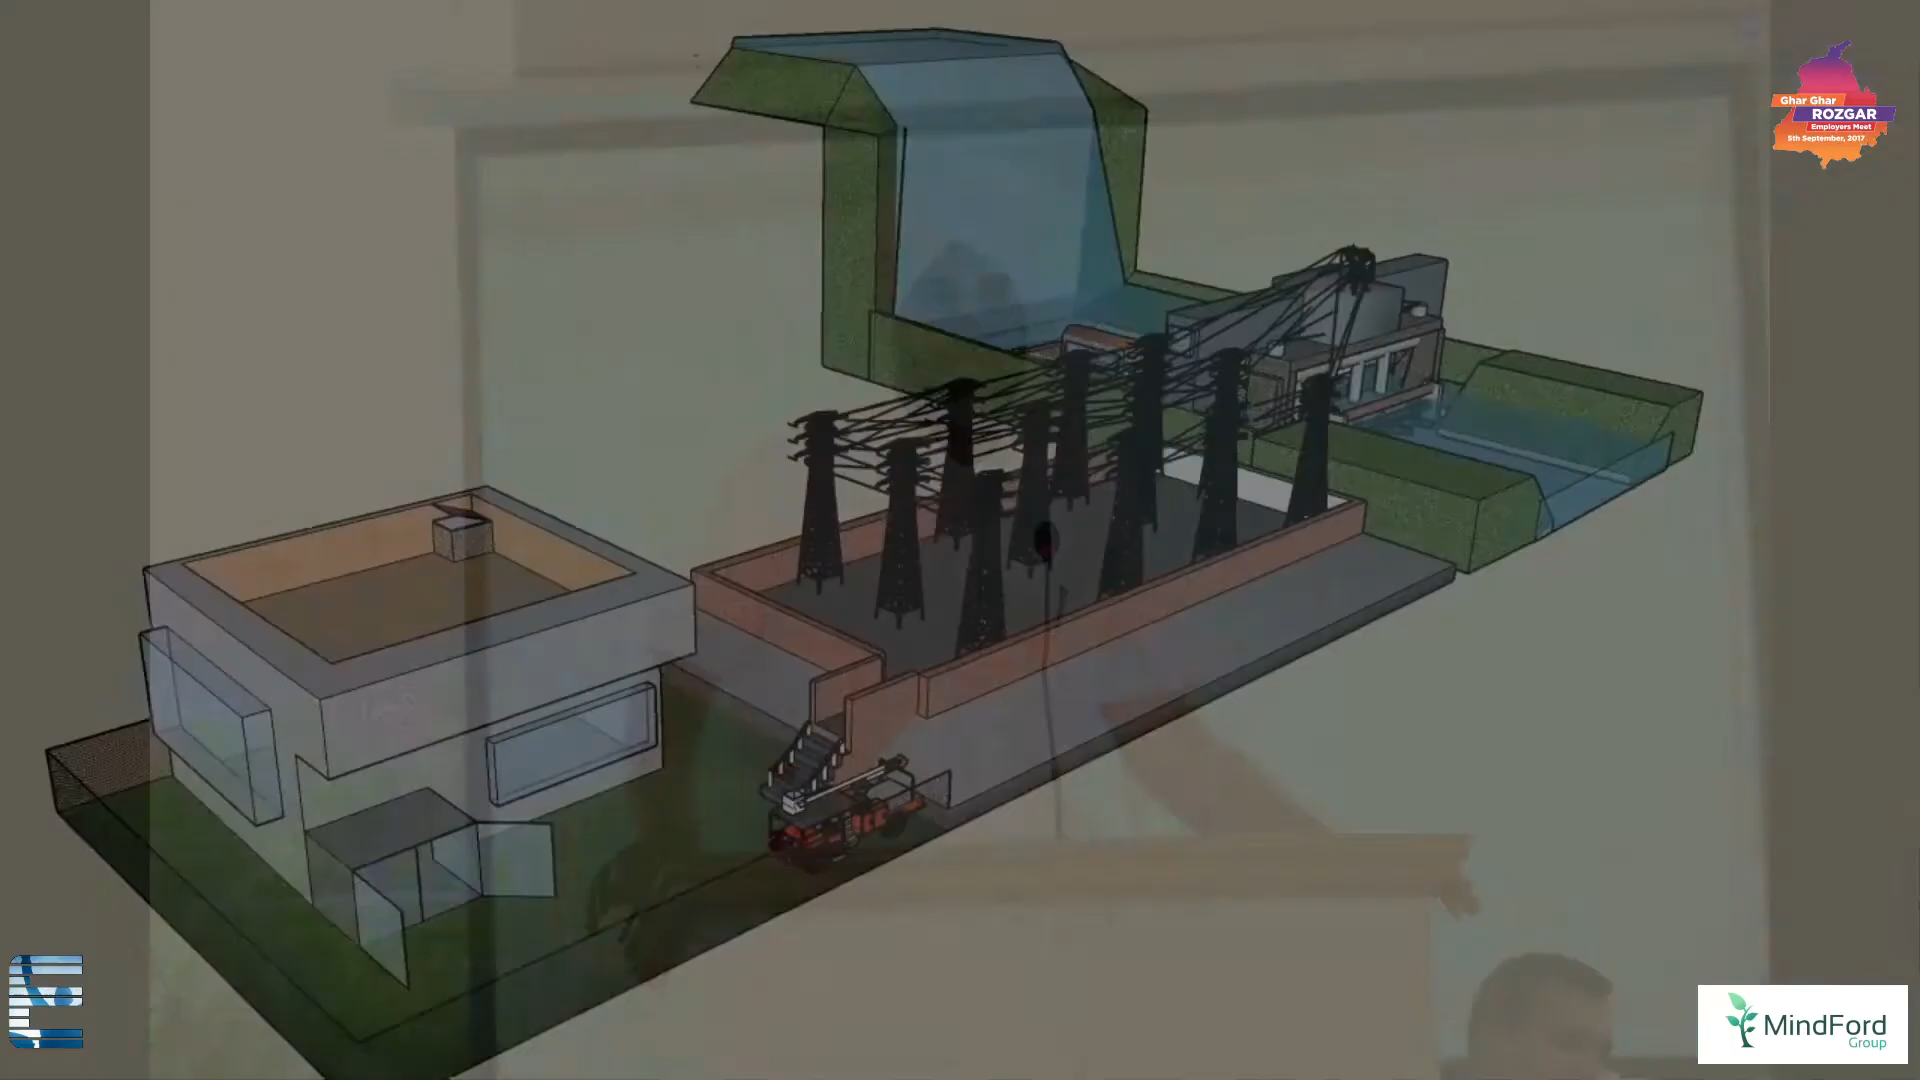 Ghar Ghar
ROZGAR
Employers Meet
5th September, 2017
MindFord
Group